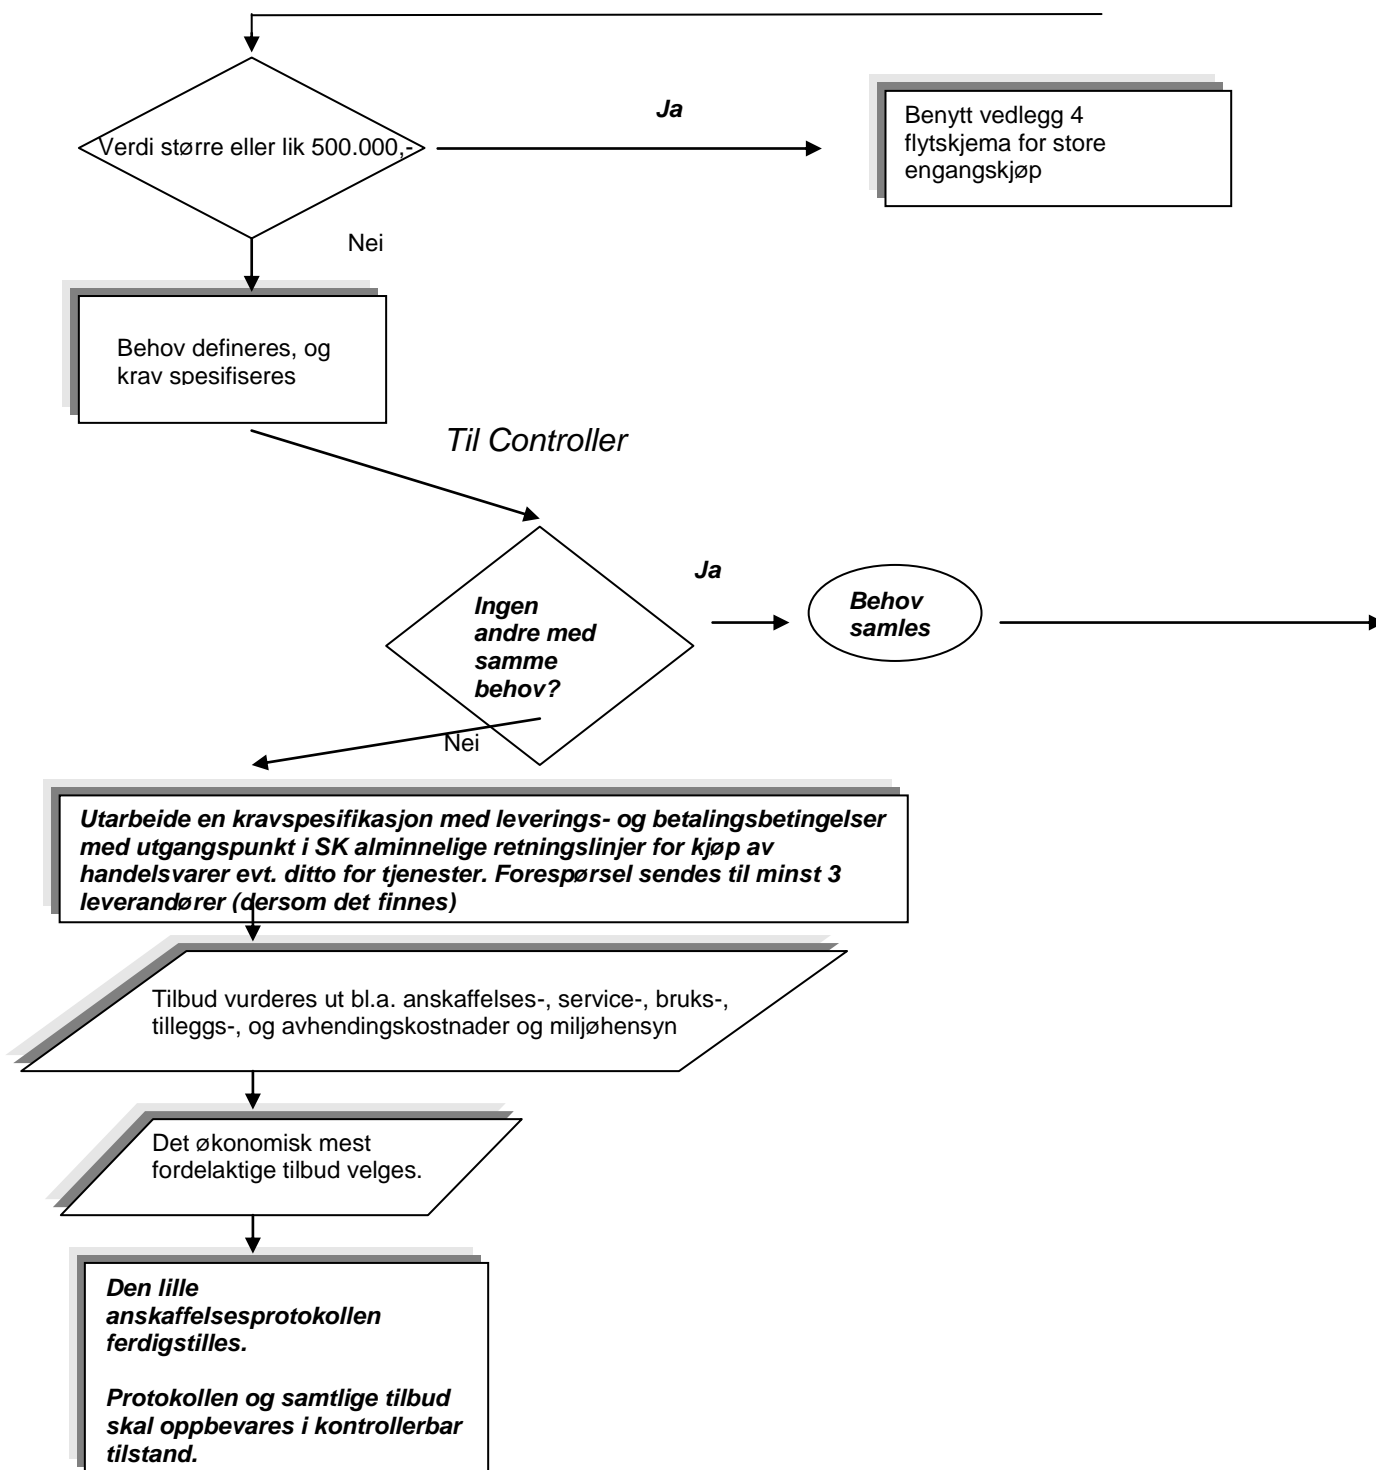 Verdi større eller lik 500.000,-
Ja
Benytt vedlegg 4
flytskjema for store
engangskjøp
Nei
Behov defineres, og
krav spesifiseres
Til Controller
Ingen
andre med
samme
behov?
Ja
Behov
samles
Nei
Utarbeide en kravspesifikasjon med leverings- og betalingsbetingelser
med utgangspunkt i SK alminnelige retningslinjer for kjøp av
handelsvarer evt. ditto for tjenester. Forespørsel sendes til minst 3
leverandører (dersom det finnes)
Tilbud vurderes ut bl.a. anskaffelses-, service-, bruks-,
tilleggs-, og avhendingskostnader og miljøhensyn
Det økonomisk mest
fordelaktige tilbud velges.
Den lille
anskaffelsesprotokollen
ferdigstilles.
Protokollen og samtlige tilbud
skal oppbevares i kontrollerbar
tilstand.